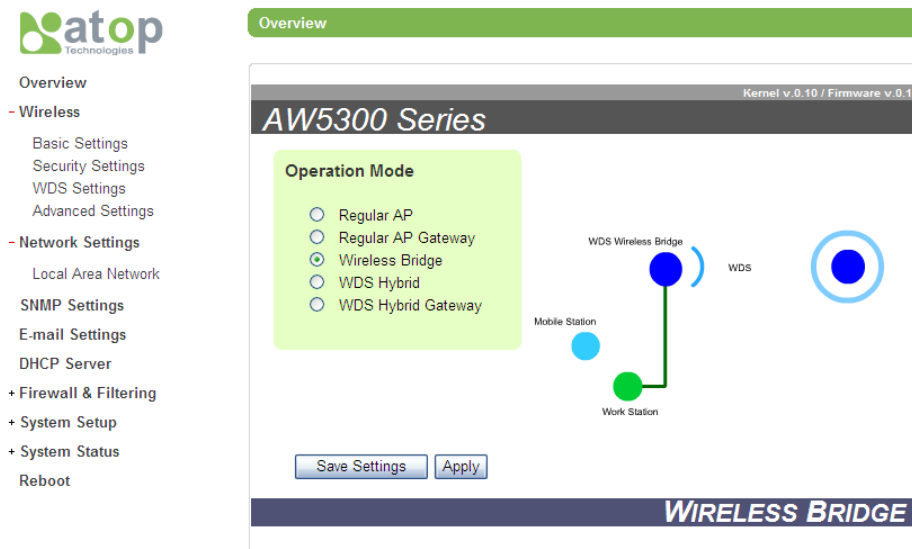 atop
Technologies
Overview
- Wireless
Basic Settings
Security Settings
WDS Settings
Advanced Settings
- Network Settings
Local Area Network
SNMP Settings
E-mail Settings
DHCP Server
+ Firewall & Filtering
+ System Setup
+ System Status
Reboot
Overview
Kernel v.0.10 / Firmware v.0.1
AW5300 Series
Operation Mode
Regular AP
Regular AP Gateway
Wireless Bridge
WDS Hybrid
WDS Hybrid Gateway
WDS Wireless Bridge
WDS
Mobile Station
Work Station
Save Settings
Apply
WIRELESS BRIDGE